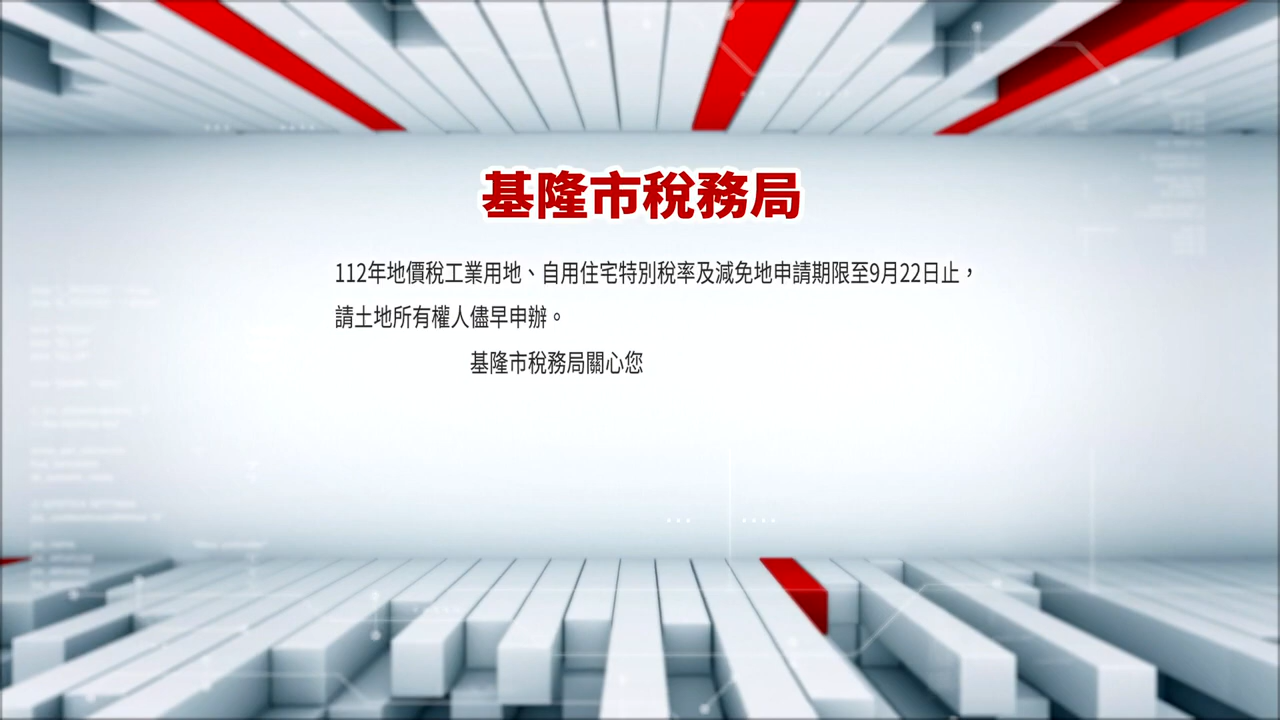 基隆市稅務局
112年地價稅工業用地、自用住宅特別稅率及減免地申請期限至9月22日止，
請土地所有權人儘早申辦。
基隆市稅務局關心您